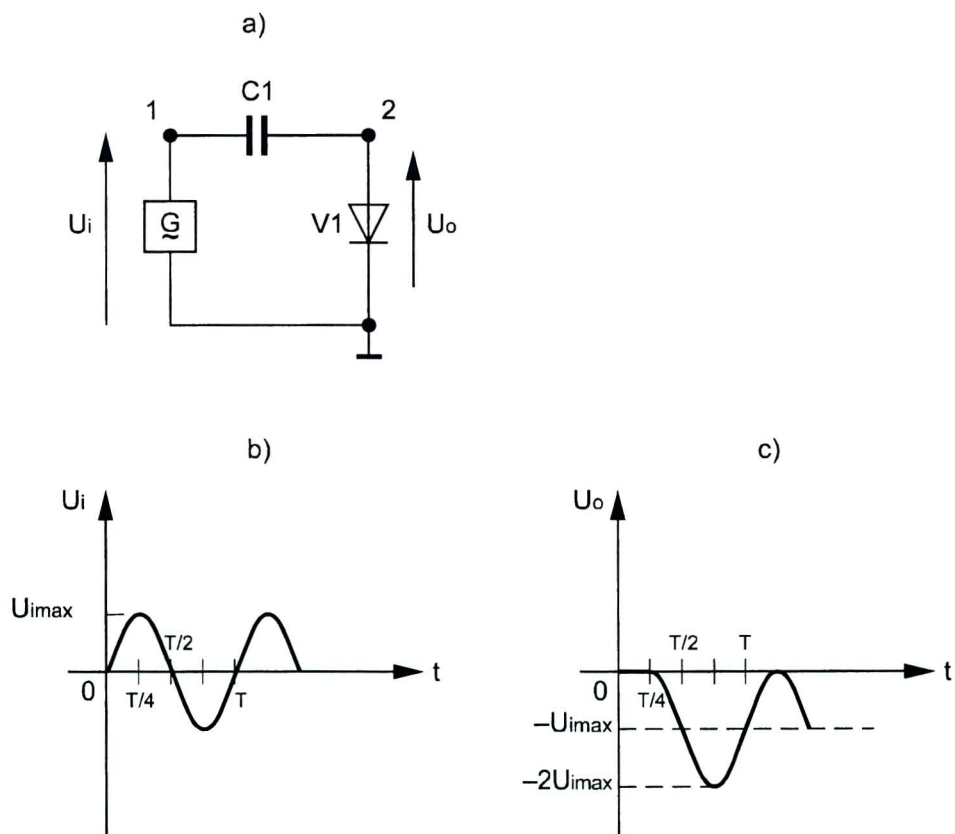 a)
C1
1
2
Ui
G
V1
Uo
b)
c)
Ui
Uimax
T/2
0
T/4
T
t
Uo
T/2
T
0
T/4
t
–Uimax
–2Uimax